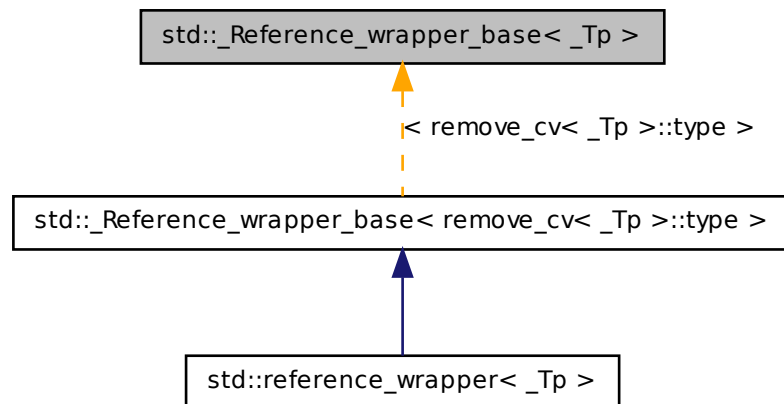 std::_Reference_wrapper_base< _Tp >
< remove_cv< _Tp >::type >
std::_Reference_wrapper_base< remove_cv< _Tp >::type >
std::reference_wrapper< _Tp >